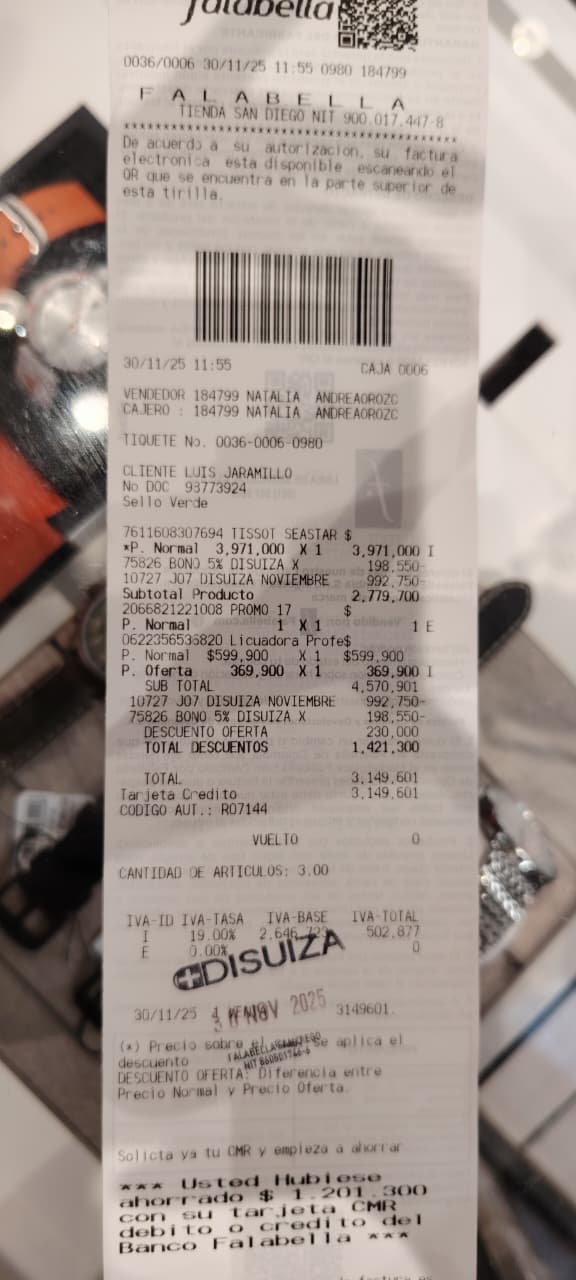 falabella
0036/0006 30/11/25 11:55 0980 184799
F A L A B E L L A
TIENDA SAN DIEGO NIT 900.017.447-8
****************************************************
De acuerdo a su autorizacion, su factura
electronica esta disponible escaneando el
QR que se encuentra en la parte superior de
esta tirilla.
30/11/25 11:55 CAJA 0006
VENDEDOR 184799 NATALIA ANDREAOROZC
CAJERO : 184799 NATALIA ANDREAOROZC
TIQUETE No. 0036-0006-0980
CLIENTE LUIS JARAMILLO
No DOC 93773924
Sello Verde
7611608307694 TISSOT SEASTAR $
*P. Normal 3,971,000 X 1 3,971,000 I
75826 BONO 5% DISUIZA X 198,550-
10727 J07 DISUIZA NOVIEMBRE 992,750-
Subtotal Producto 2,779,700
2066821221008 PROMO 17 $
P. Normal 1 X 1 1 E
0622356536820 Licuadora Profe$
P. Normal $599,900 X 1 $599,900
P. Oferta 369,900 X 1 369,900 I
SUB TOTAL 4,570,901
10727 J07 DISUIZA NOVIEMBRE 992,750-
75826 BONO 5% DISUIZA X 198,550-
DESCUENTO OFERTA 230,000
TOTAL DESCUENTOS 1,421,300
TOTAL 3,149,601
Tarjeta Credito 3,149,601
CODIGO AUT.: R07144
VUELTO 0
CANTIDAD DE ARTICULOS: 3.00
IVA-ID IVA-TASA IVA-BASE IVA-TOTAL
I 19.00% 502,877
E 0.00% 0
DISUIZA
30/11/25 3149601.
NOV 2025
(*) Precio sobre se aplica el
descuento
DESCUENTO OFERTA: Diferencia entre
Precio Normal y Precio Oferta.
Solicta ya tu CMR y empieza a ahorrar
*** Usted Hubiese
ahorrado $ 1.201.300
con su tarjeta CMR
debito o credito del
Banco Falabella ***